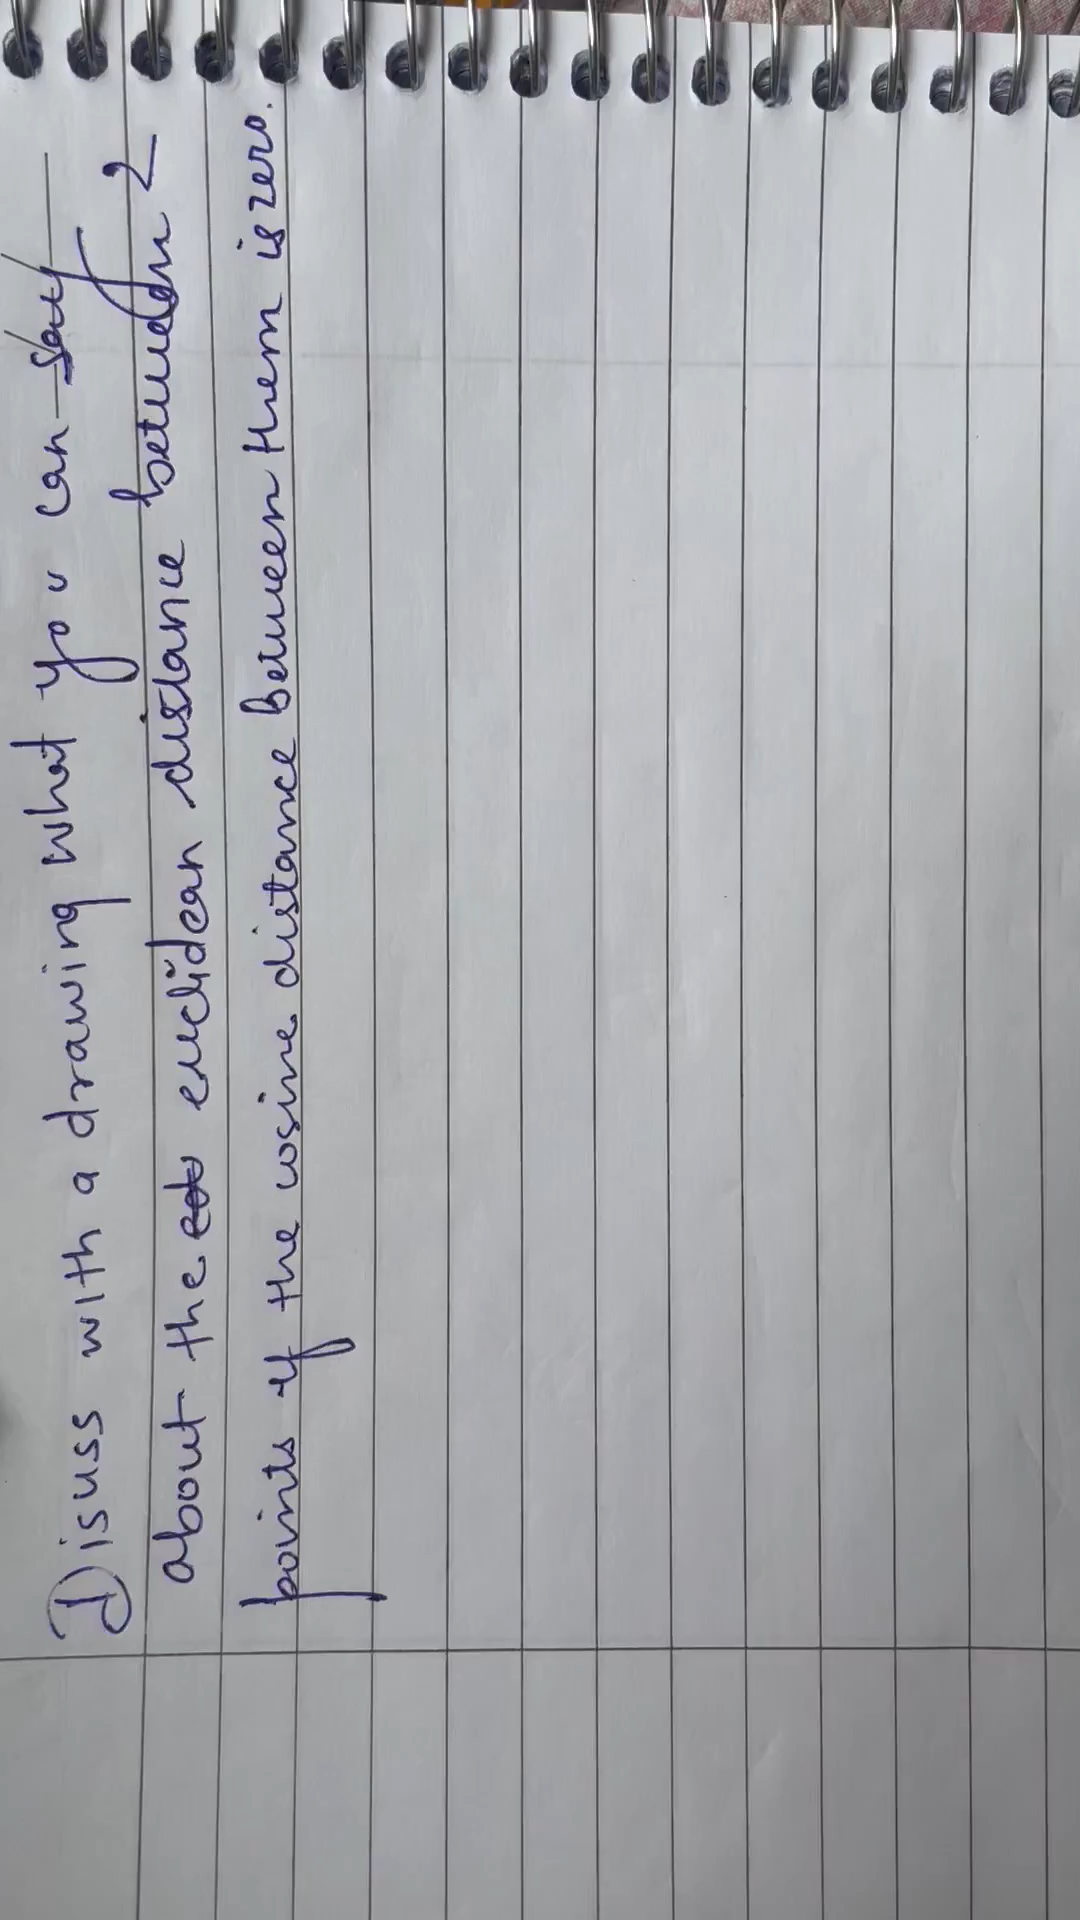 Disuss with a drawing what you can say
about the euclidean distance between 2
points if the cosine distance between them is zero.